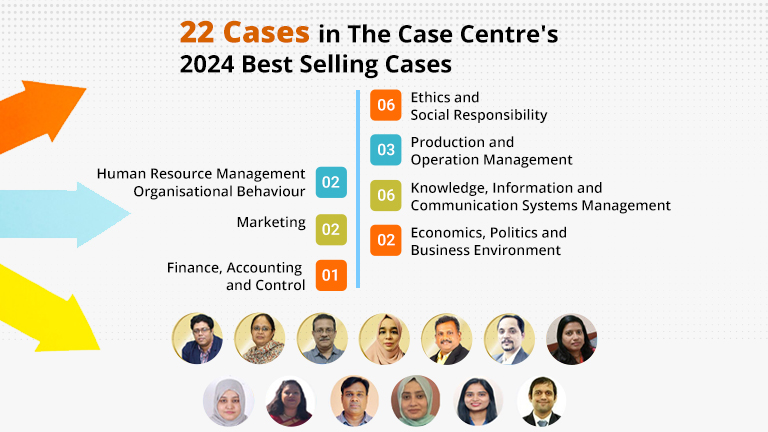 22 Cases in The Case Centre's
2024 Best Selling Cases
Human Resource Management
Organisational Behaviour
02
Marketing
02
Finance, Accounting
and Control
01
06
Ethics and
Social Responsibility
03
Production and
Operation Management
06
Knowledge, Information and
Communication Systems Management
02
Economics, Politics and
Business Environment